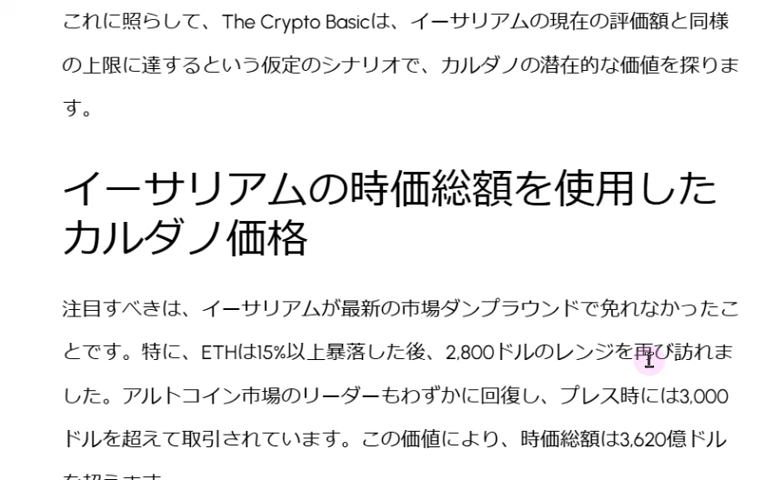 これに照らして、The Crypto Basicは、イーサリアムの現在の評価額と同様
の上限に達するという仮定のシナリオで、カルダノの潜在的な価値を探りま
す。
イーサリアムの時価総額を使用した
カルダノ価格
注目すべきは、イーサリアムが最新の市場ダンプラウンドで免れなかったこ
とです。特に、ETHは15%以上暴落した後、2,800ドルのレンジを再び訪れま
した。アルトコイン市場のリーダーもわずかに回復し、プレス時には3,000
ドルを超えて取引されています。この価値により、時価総額は3,620億ドル
を超えます